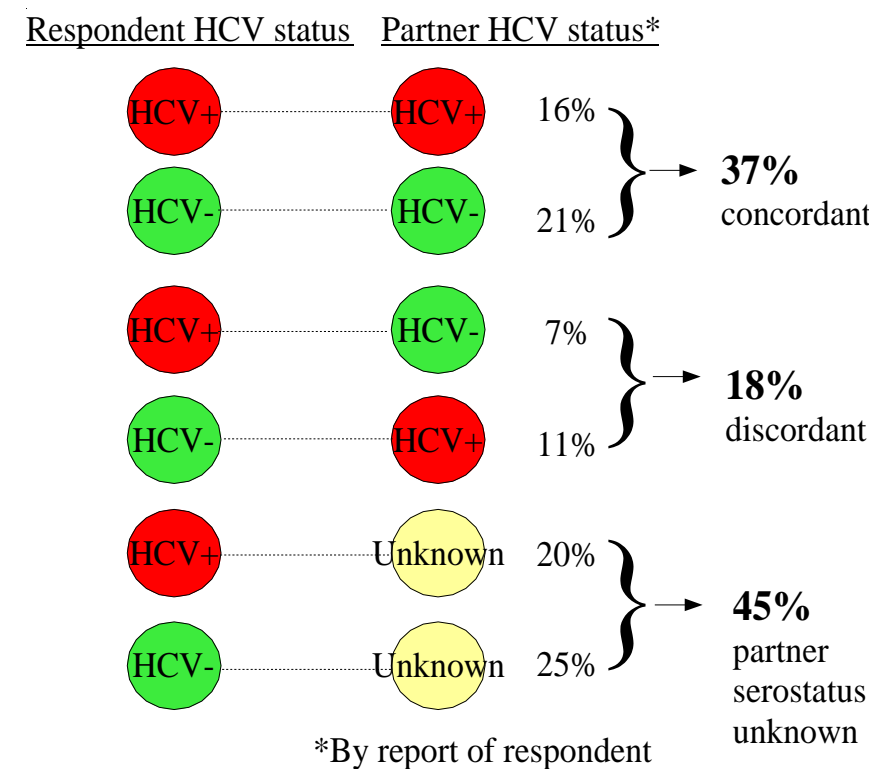 Respondent HCV status Partner HCV status*
HCV+ HCV+ 16%
37%
concordant
HCV- HCV- 21%
HCV+ HCV- 7%
18%
discordant
HCV- HCV+ 11%
HCV+ Unknown 20%
45%
partner
serostatus
unknown
HCV- Unknown 25%
*By report of respondent